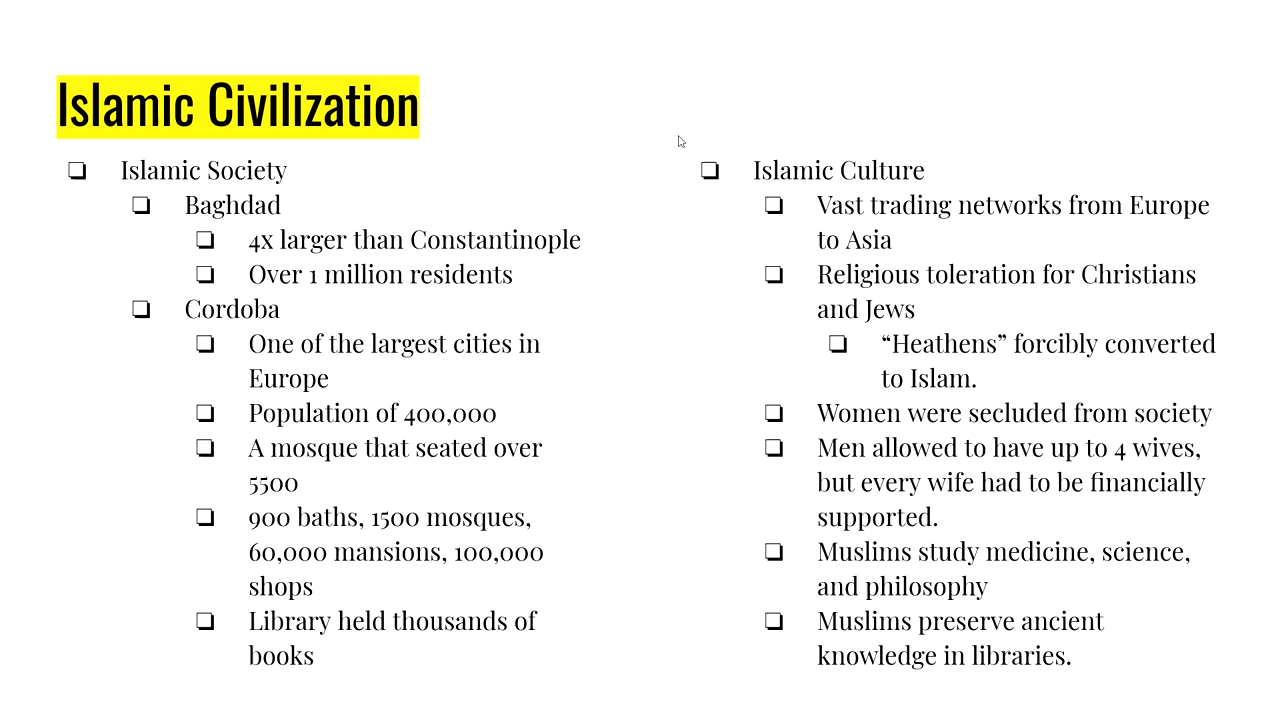 Islamic Civilization
Islamic Society
Baghdad
4x larger than Constantinople
Over 1 million residents
Cordoba
One of the largest cities in
Europe
Population of 400,000
A mosque that seated over
5500
900 baths, 1500 mosques,
60,000 mansions, 100,000
shops
Library held thousands of
books
Islamic Culture
Vast trading networks from Europe
to Asia
Religious toleration for Christians
and Jews
“Heathens” forcibly converted
to Islam.
Women were secluded from society
Men allowed to have up to 4 wives,
but every wife had to be financially
supported.
Muslims study medicine, science,
and philosophy
Muslims preserve ancient
knowledge in libraries.